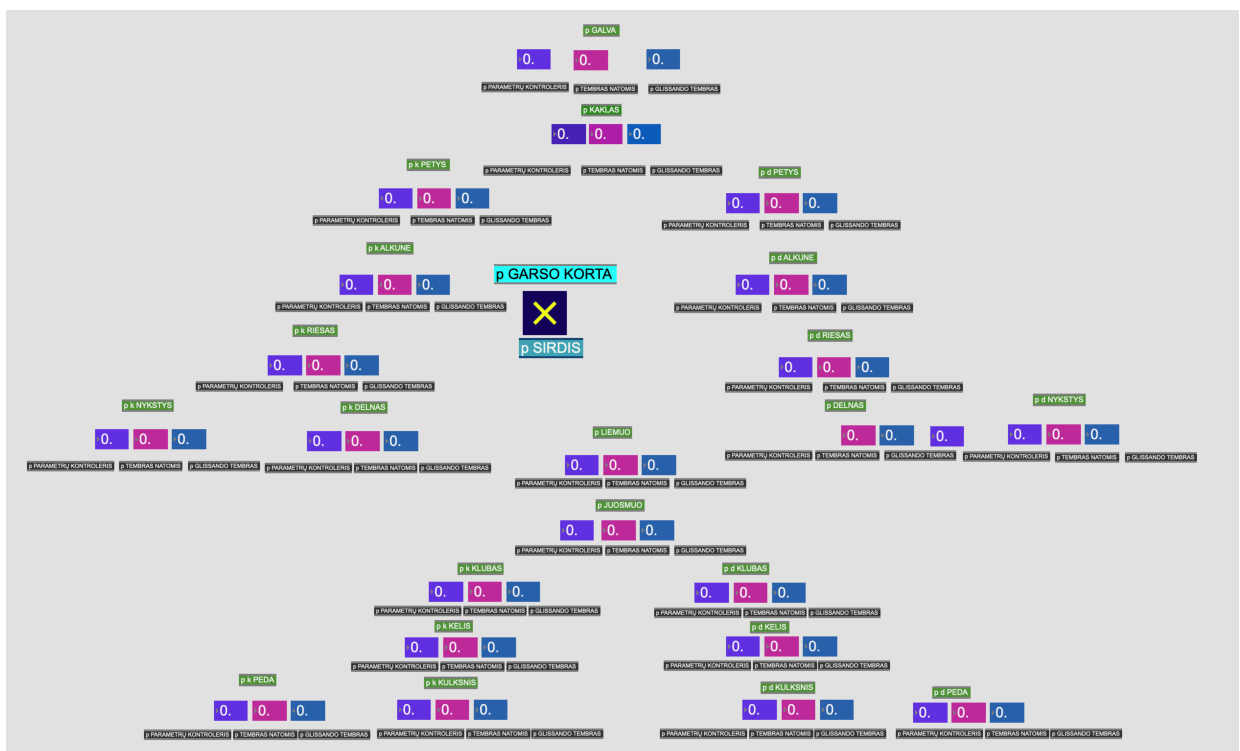 p GALVA
0. 0. 0.
p PARAMETRŲ KONTROLERIS p TEMBRAS NATOMIS p GLISSANDO TEMBRAS
p KAKLAS
0. 0. 0.
p PARAMETRŲ KONTROLERIS p TEMBRAS NATOMIS p GLISSANDO TEMBRAS
p k PETYS p d PETYS
0. 0. 0. 0. 0. 0.
p PARAMETRŲ KONTROLERIS p TEMBRAS NATOMIS p GLISSANDO TEMBRAS p PARAMETRŲ KONTROLERIS p TEMBRAS NATOMIS p GLISSANDO TEMBRAS
p k ALKUNE p d ALKUNE
p GARSO KORTA
0. 0. 0. 0. 0. 0.
p PARAMETRŲ KONTROLERIS p TEMBRAS NATOMIS p GLISSANDO TEMBRAS p PARAMETRŲ KONTROLERIS p TEMBRAS NATOMIS p GLISSANDO TEMBRAS
p k RIESAS p d RIESAS
p SIRDIS
0. 0. 0. 0. 0. 0.
p PARAMETRŲ KONTROLERIS p TEMBRAS NATOMIS p GLISSANDO TEMBRAS p PARAMETRŲ KONTROLERIS p TEMBRAS NATOMIS p GLISSANDO TEMBRAS
p k NYKSTYS p k DELNAS p DELNAS p d NYKSTYS
0. 0. 0. 0. 0. 0. 0. 0. 0. 0. 0. 0.
p PARAMETRŲ KONTROLERIS p TEMBRAS NATOMIS p GLISSANDO TEMBRAS p PARAMETRŲ KONTROLERIS p TEMBRAS NATOMIS p GLISSANDO TEMBRAS p PARAMETRŲ KONTROLERIS p TEMBRAS NATOMIS p GLISSANDO TEMBRAS p PARAMETRŲ KONTROLERIS p TEMBRAS NATOMIS p GLISSANDO TEMBRAS
p LIEMUO
0. 0. 0.
p PARAMETRŲ KONTROLERIS p TEMBRAS NATOMIS p GLISSANDO TEMBRAS
p JUOSMUO
0. 0. 0.
p PARAMETRŲ KONTROLERIS p TEMBRAS NATOMIS p GLISSANDO TEMBRAS
p k KLUBAS p d KLUBAS
0. 0. 0. 0. 0. 0.
p PARAMETRŲ KONTROLERIS p TEMBRAS NATOMIS p GLISSANDO TEMBRAS p PARAMETRŲ KONTROLERIS p TEMBRAS NATOMIS p GLISSANDO TEMBRAS
p k KELIS p d KELIS
0. 0. 0. 0. 0. 0.
p PARAMETRŲ KONTROLERIS p TEMBRAS NATOMIS p GLISSANDO TEMBRAS p PARAMETRŲ KONTROLERIS p TEMBRAS NATOMIS p GLISSANDO TEMBRAS
p k PEDA p k KULKSNIS p d KULKSNIS p d PEDA
0. 0. 0. 0. 0. 0. 0. 0. 0. 0. 0. 0.
p PARAMETRŲ KONTROLERIS p TEMBRAS NATOMIS p GLISSANDO TEMBRAS p PARAMETRŲ KONTROLERIS p TEMBRAS NATOMIS p GLISSANDO TEMBRAS p PARAMETRŲ KONTROLERIS p TEMBRAS NATOMIS p GLISSANDO TEMBRAS p PARAMETRŲ KONTROLERIS p TEMBRAS NATOMIS p GLISSANDO TEMBRAS